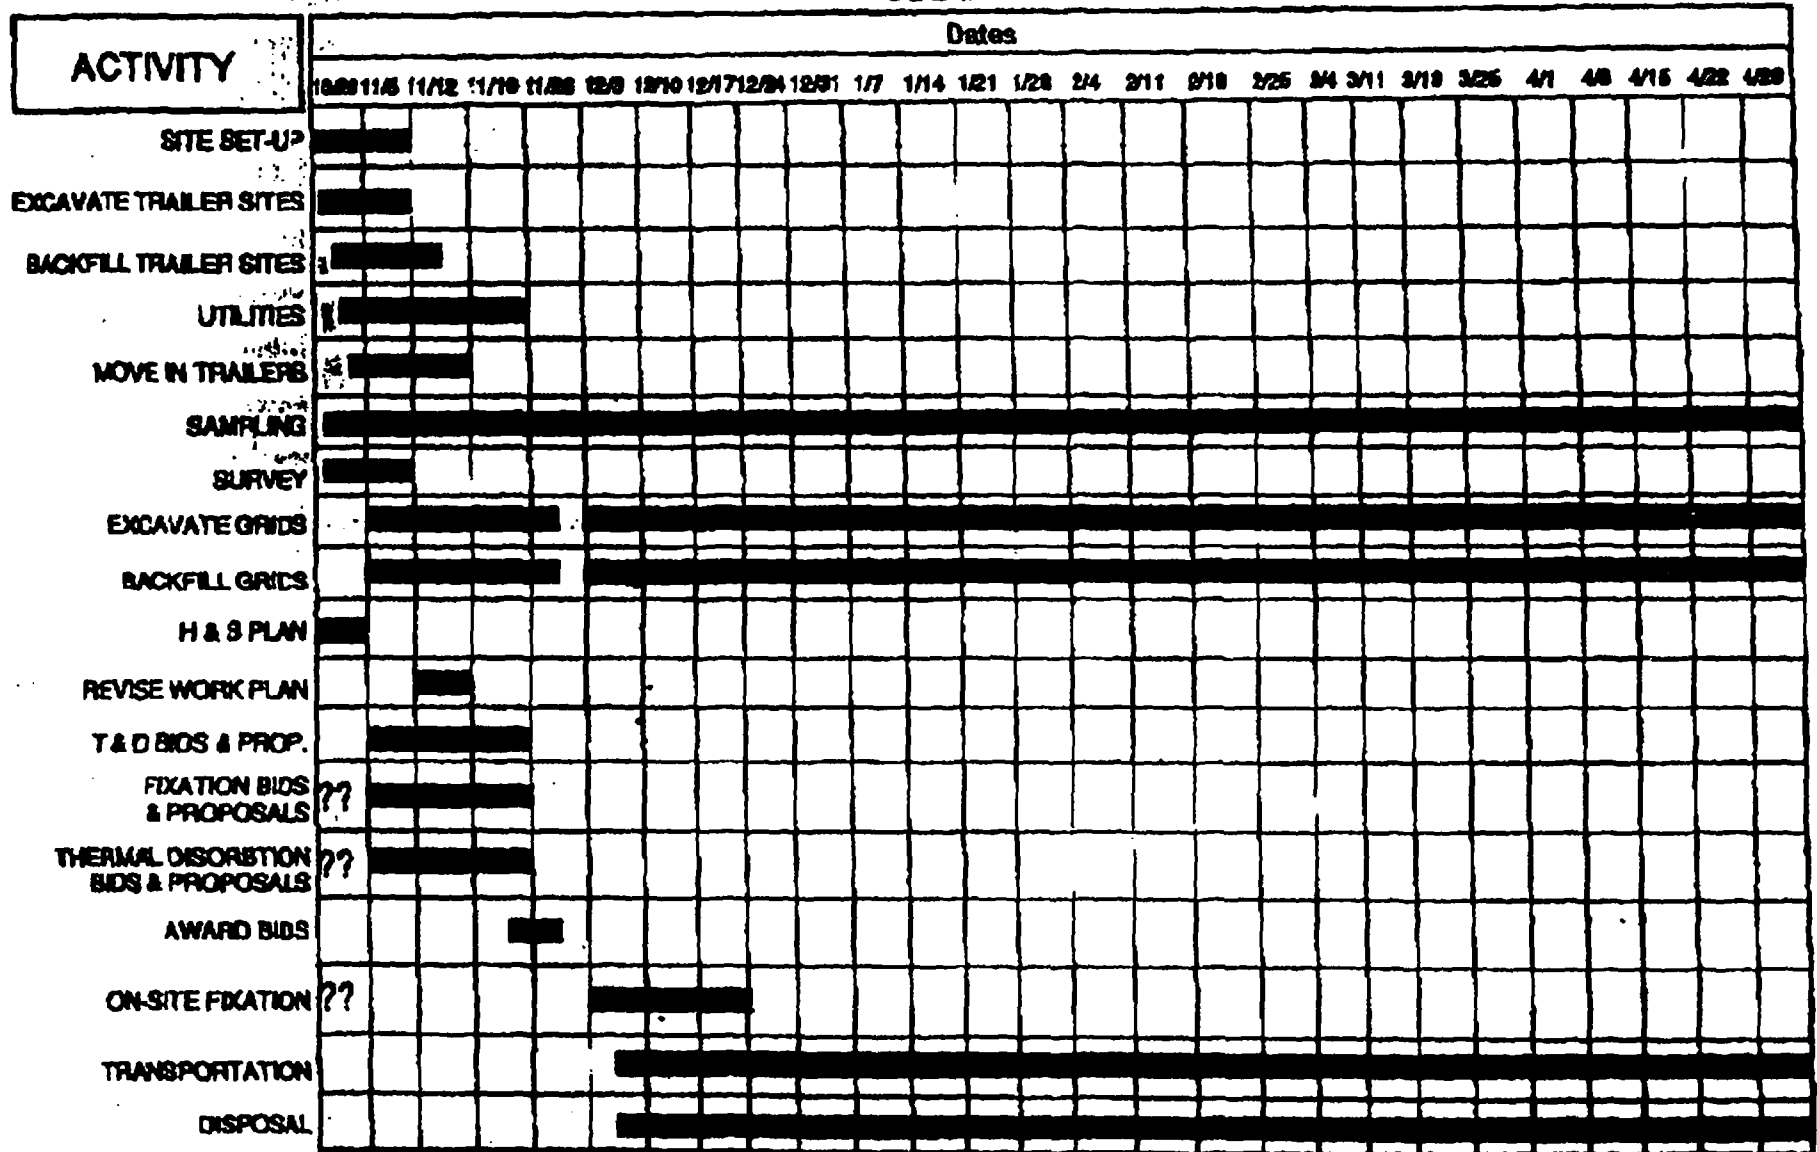 Dates
ACTIVITY
10/29 11/5 11/12 11/19 11/26 12/3 12/10 12/17 12/24 12/31 1/7 1/14 1/21 1/28 2/4 2/11 2/18 2/25 3/4 3/11 3/18 3/25 4/1 4/8 4/15 4/22 4/29
SITE SET-UP
EXCAVATE TRAILER SITES
BACKFILL TRAILER SITES
UTILITIES
MOVE IN TRAILERS
SAMPLING
SURVEY
EXCAVATE GRIDS
BACKFILL GRIDS
H & S PLAN
REVISE WORK PLAN
T & D BIDS & PROP.
FIXATION BIDS ??
& PROPOSALS
THERMAL DISORBTION ??
BIDS & PROPOSALS
AWARD BIDS
ON-SITE FIXATION ??
TRANSPORTATION
DISPOSAL